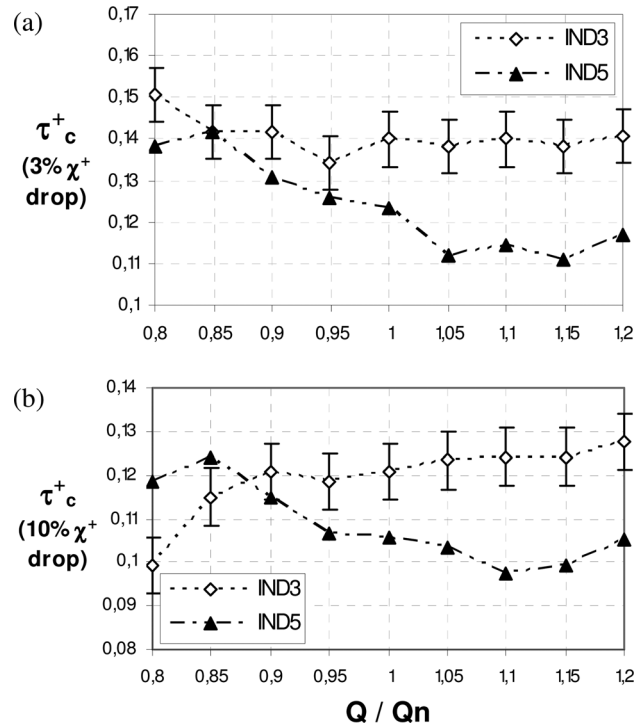 (a)
τ⁺c
(3% χ⁺
drop)
0,17
0,16
0,15
0,14
0,13
0,12
0,11
0,1
IND3
IND5
0,8 0,85 0,9 0,95 1 1,05 1,1 1,15 1,2
(b)
τ⁺c
(10% χ⁺
drop)
0,14
0,13
0,12
0,11
0,1
0,09
0,08
IND3
IND5
0,8 0,85 0,9 0,95 1 1,05 1,1 1,15 1,2
Q / Qn